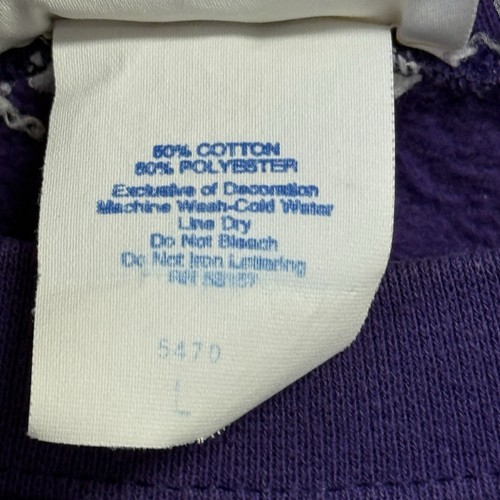 50% COTTON
50% POLYESTER
Exclusive of Decoration
Machine Wash-Cold Water
Line Dry
Do Not Bleach
Do Not Iron Lettering
RN
5470
L